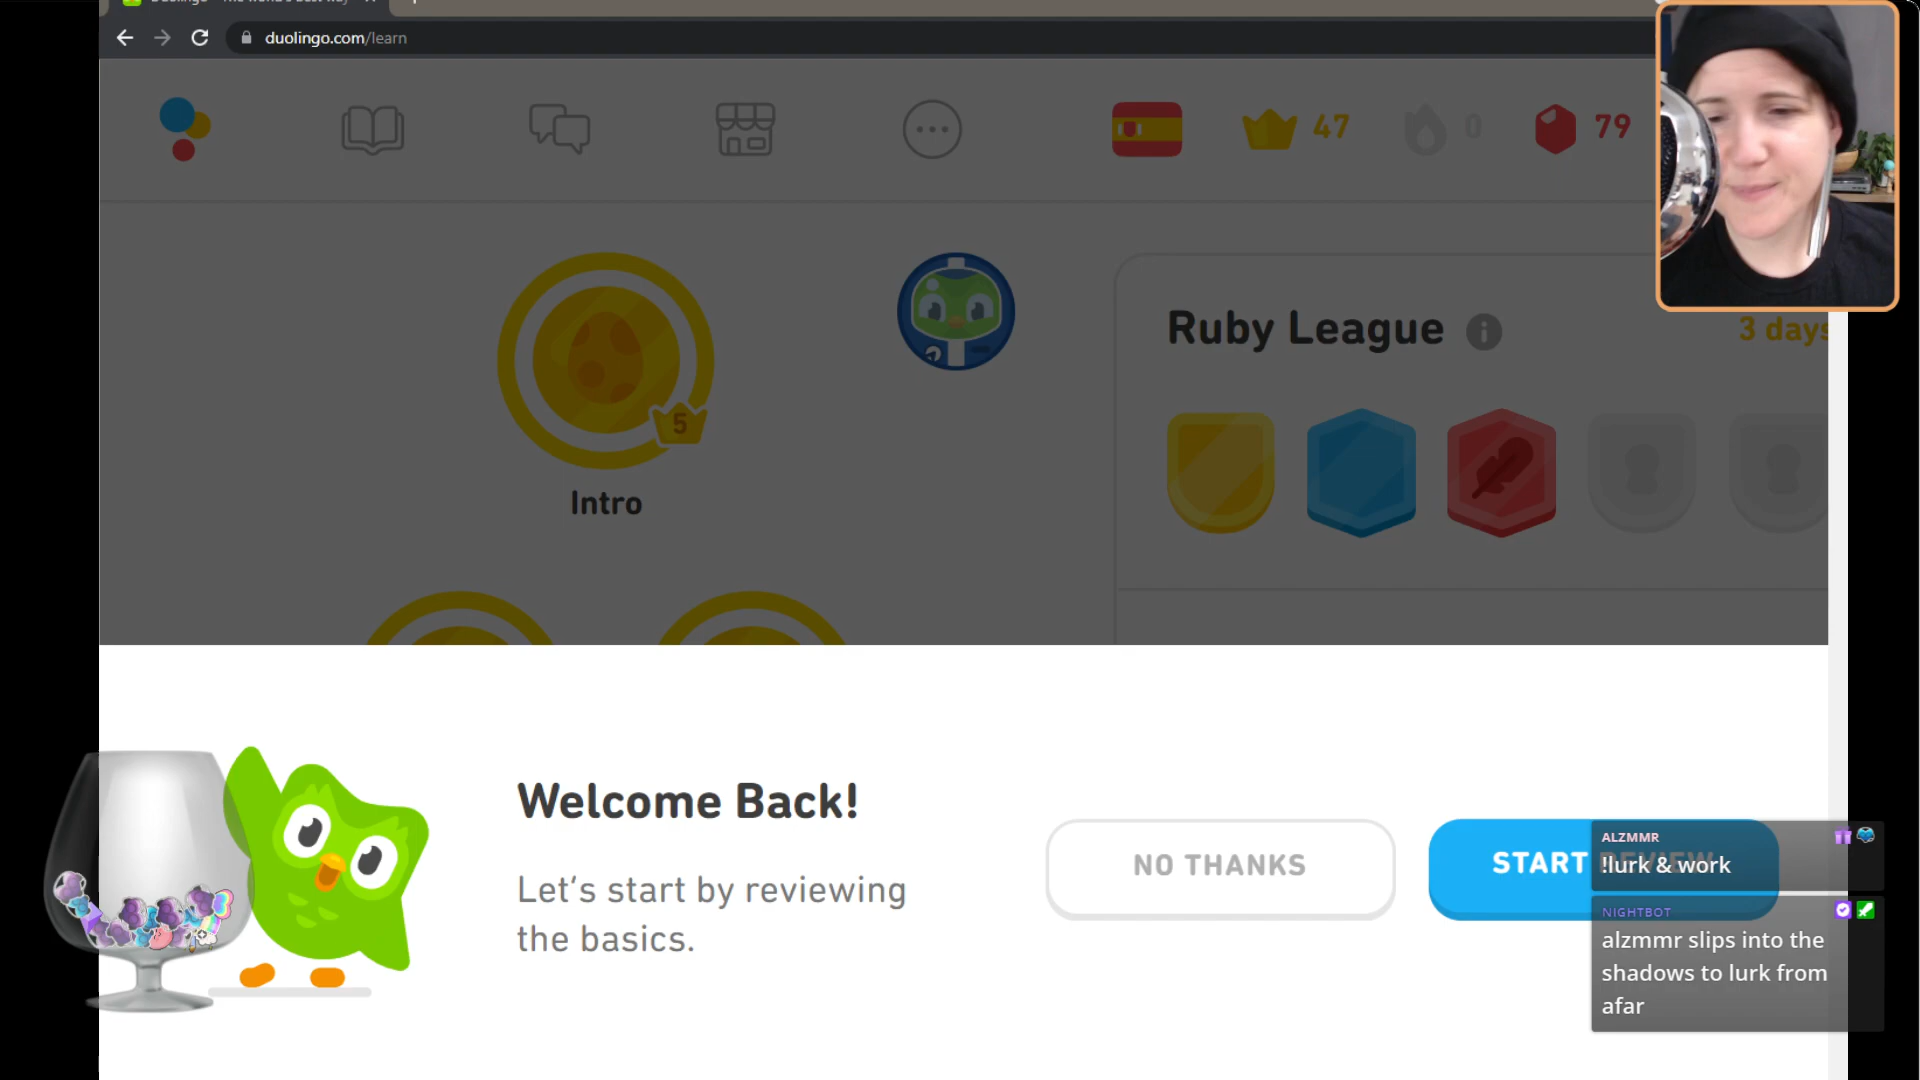 duolingo.com/learn
47
0
79
Ruby League
3 days
5
Intro
Welcome Back!
Let's start by reviewing
the basics.
NO THANKS
START
ALZMMR
!lurk & work
NIGHTBOT
alzmmr slips into the
shadows to lurk from
afar